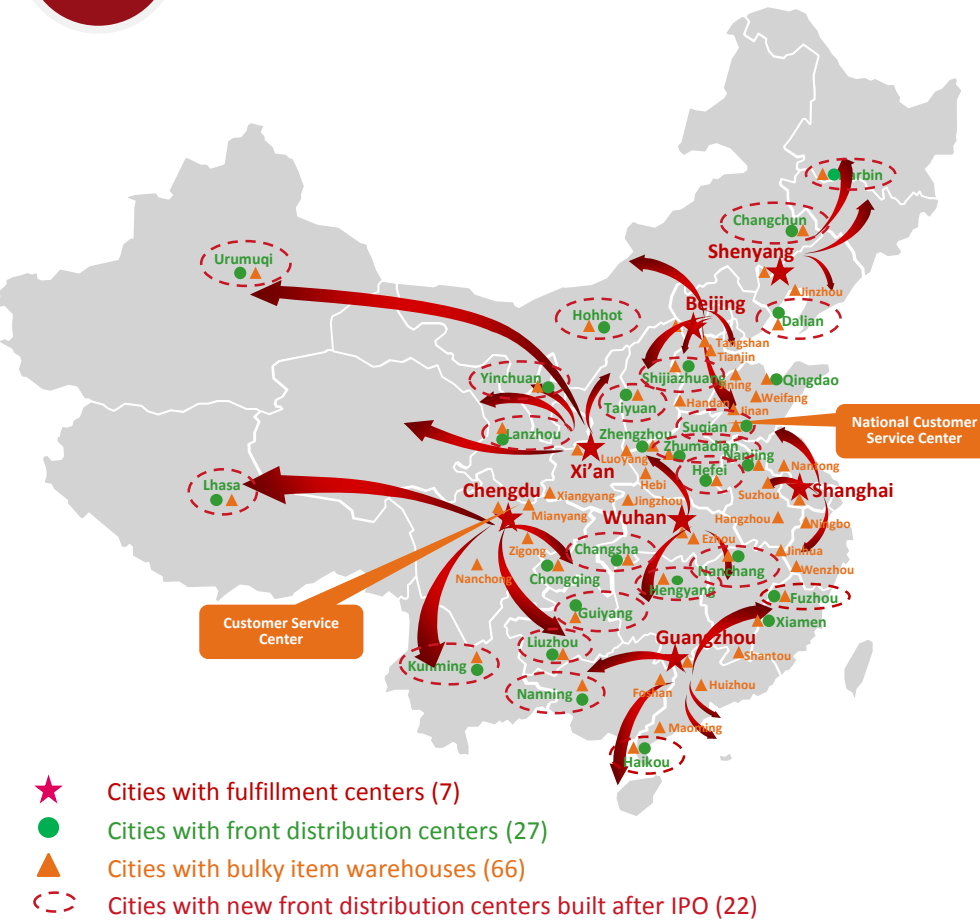 Harbin
Changchun
Shenyang
Urumuqi
Jinzhou
Beijing
Hohhot
Dalian
Tangshan
Tianjin
Yinchuan
Shijiazhuang
Jining
Qingdao
Weifang
Taiyuan
Handan
Jinan
Suqian
National Customer
Service Center
Lanzhou
Zhengzhou
Zhumadian
Luoyang
Nanjing
Xi'an
Hefei
Nantong
Hebi
Lhasa
Chengdu
Xiangyang
Jingzhou
Suzhou
Shanghai
Mianyang
Wuhan
Hangzhou
Ningbo
Zigong
Changsha
Ezhou
Jinhua
Nanchong
Chongqing
Nanchang
Wenzhou
Hengyang
Fuzhou
Customer Service
Center
Guiyang
Xiamen
Liuzhou
Guangzhou
Shantou
Kunming
Nanning
Foshan
Huizhou
Maoming
Haikou
Cities with fulfillment centers (7)
Cities with front distribution centers (27)
Cities with bulky item warehouses (66)
Cities with new front distribution centers built after IPO (22)